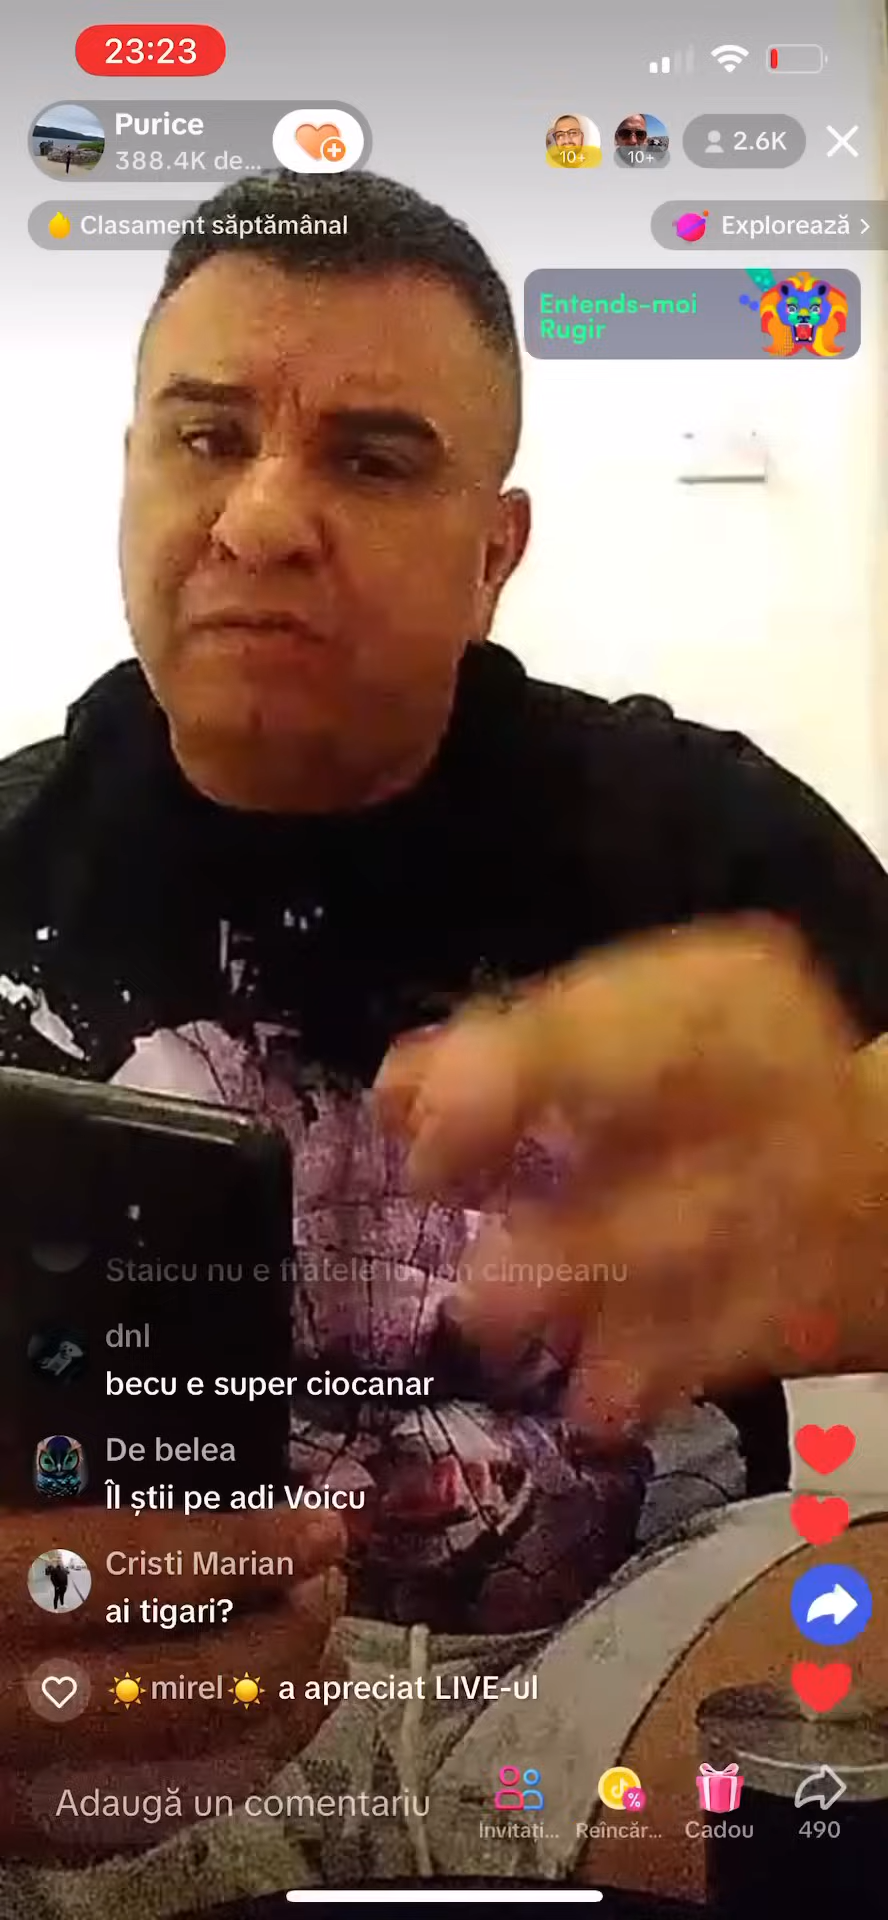 23:23
Purice
388.4K de...
10+
10+
2.6K
Clasament săptămânal
Explorează >
Entends-moi
Rugir
Staicu nu e fratele lui ion cimpeanu
dnl
becu e super ciocanar
De belea
Îl știi pe adi Voicu
Cristi Marian
ai tigari?
mirel a apreciat LIVE-ul
Adaugă un comentariu
Invitați...
Reîncăr...
Cadou
490